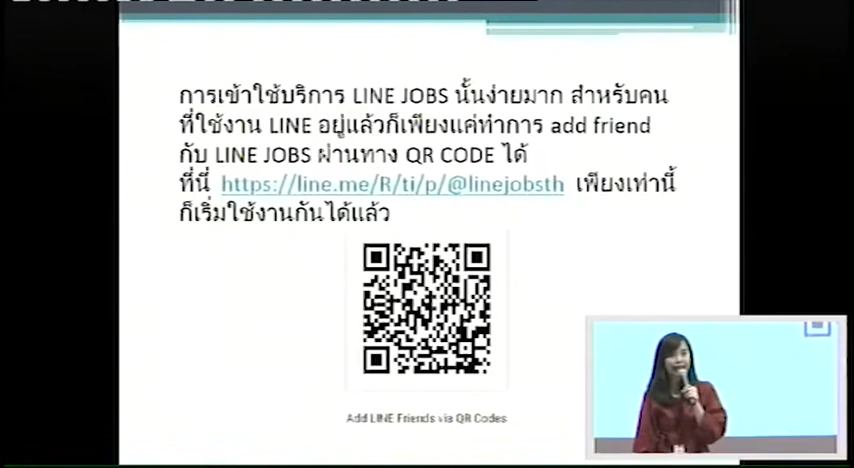 การเข้าใช้บริการ LINE JOBS นั้นง่ายมาก สำหรับคน
ที่ใช้งาน LINE อยู่แล้วก็เพียงแค่ทำการ add friend
กับ LINE JOBS ผ่านทาง QR CODE ได้
ที่นี่ https://line.me/R/ti/p/@linejobsth เพียงเท่านี้
ก็เริ่มใช้งานกันได้แล้ว
Add LINE Friends via QR Codes